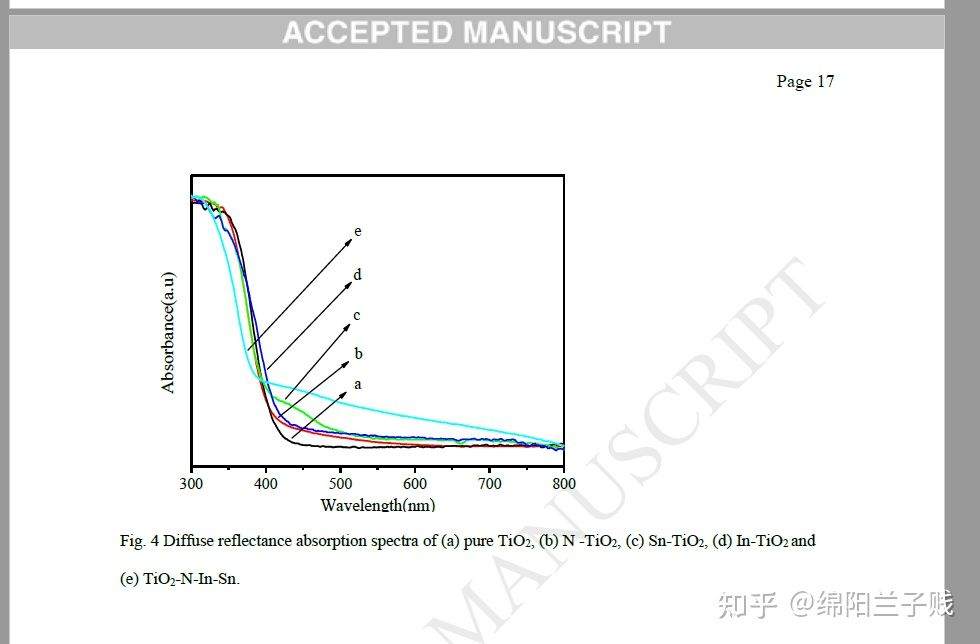 ACCEPTED MANUSCRIPT
Page 17
e
d
c
b
a
Absorbance(a.u)
300 400 500 600 700 800
Wavelength(nm)
Fig. 4 Diffuse reflectance absorption spectra of (a) pure TiO₂, (b) N -TiO₂, (c) Sn-TiO₂, (d) In-TiO₂ and
(e) TiO₂-N-In-Sn.
MANUSCRIPT
知乎 @绵阳兰子贱